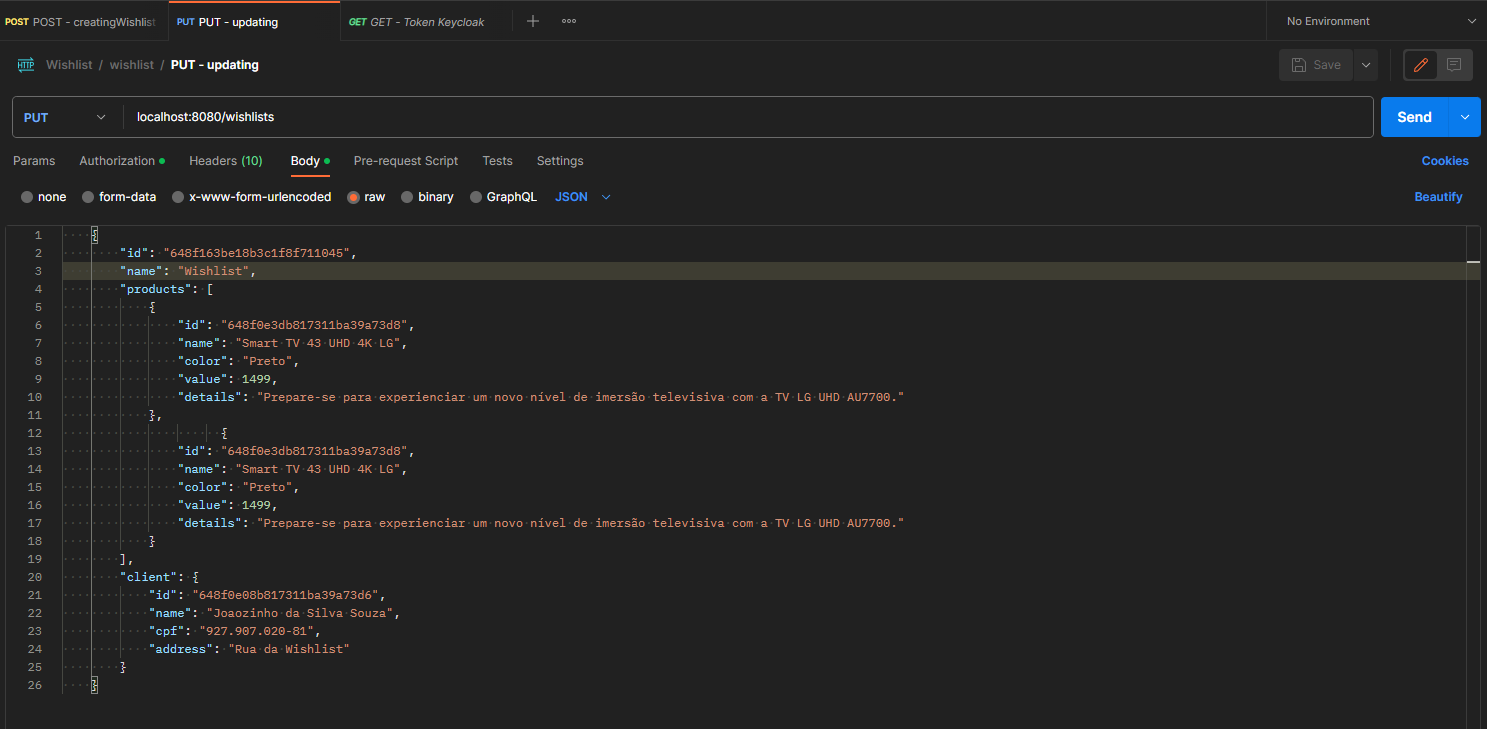 POST POST - creatingWishlist PUT PUT - updating GET GET - Token Keycloak No Environment
HTTP Wishlist / wishlist / PUT - updating Save
PUT localhost:8080/wishlists Send
Params Authorization Headers (10) Body Pre-request Script Tests Settings Cookies
none form-data x-www-form-urlencoded raw binary GraphQL JSON Beautify
1 {
2 "id": "648f163be18b3c1f8f711045",
3 "name": "Wishlist",
4 "products": [
5 {
6 "id": "648f0e3db817311ba39a73d8",
7 "name": "Smart TV 43 UHD 4K LG",
8 "color": "Preto",
9 "value": 1499,
10 "details": "Prepare-se para experienciar um novo nível de imersão televisiva com a TV LG UHD AU7700."
11 },
12 {
13 "id": "648f0e3db817311ba39a73d8",
14 "name": "Smart TV 43 UHD 4K LG",
15 "color": "Preto",
16 "value": 1499,
17 "details": "Prepare-se para experienciar um novo nível de imersão televisiva com a TV LG UHD AU7700."
18 }
19 ],
20 "client": {
21 "id": "648f0e08b817311ba39a73d6",
22 "name": "Joaozinho da Silva Souza",
23 "cpf": "927.907.020-81",
24 "address": "Rua da Wishlist"
25 }
26 }